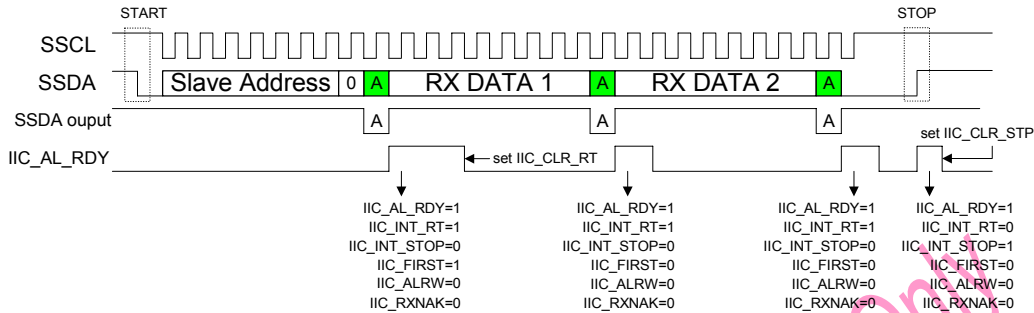 START STOP
SSCL
SSDA Slave Address 0 A RX DATA 1 A RX DATA 2 A
SSDA ouput A A A
set IIC_CLR_STP
IIC_AL_RDY set IIC_CLR_RT
IIC_AL_RDY=1 IIC_AL_RDY=1 IIC_AL_RDY=1 IIC_AL_RDY=1
IIC_INT_RT=1 IIC_INT_RT=1 IIC_INT_RT=1 IIC_INT_RT=0
IIC_INT_STOP=0 IIC_INT_STOP=0 IIC_INT_STOP=0 IIC_INT_STOP=1
IIC_FIRST=1 IIC_FIRST=0 IIC_FIRST=0 IIC_FIRST=0
IIC_ALRW=0 IIC_ALRW=0 IIC_ALRW=0 IIC_ALRW=0
IIC_RXNAK=0 IIC_RXNAK=0 IIC_RXNAK=0 IIC_RXNAK=0
Only